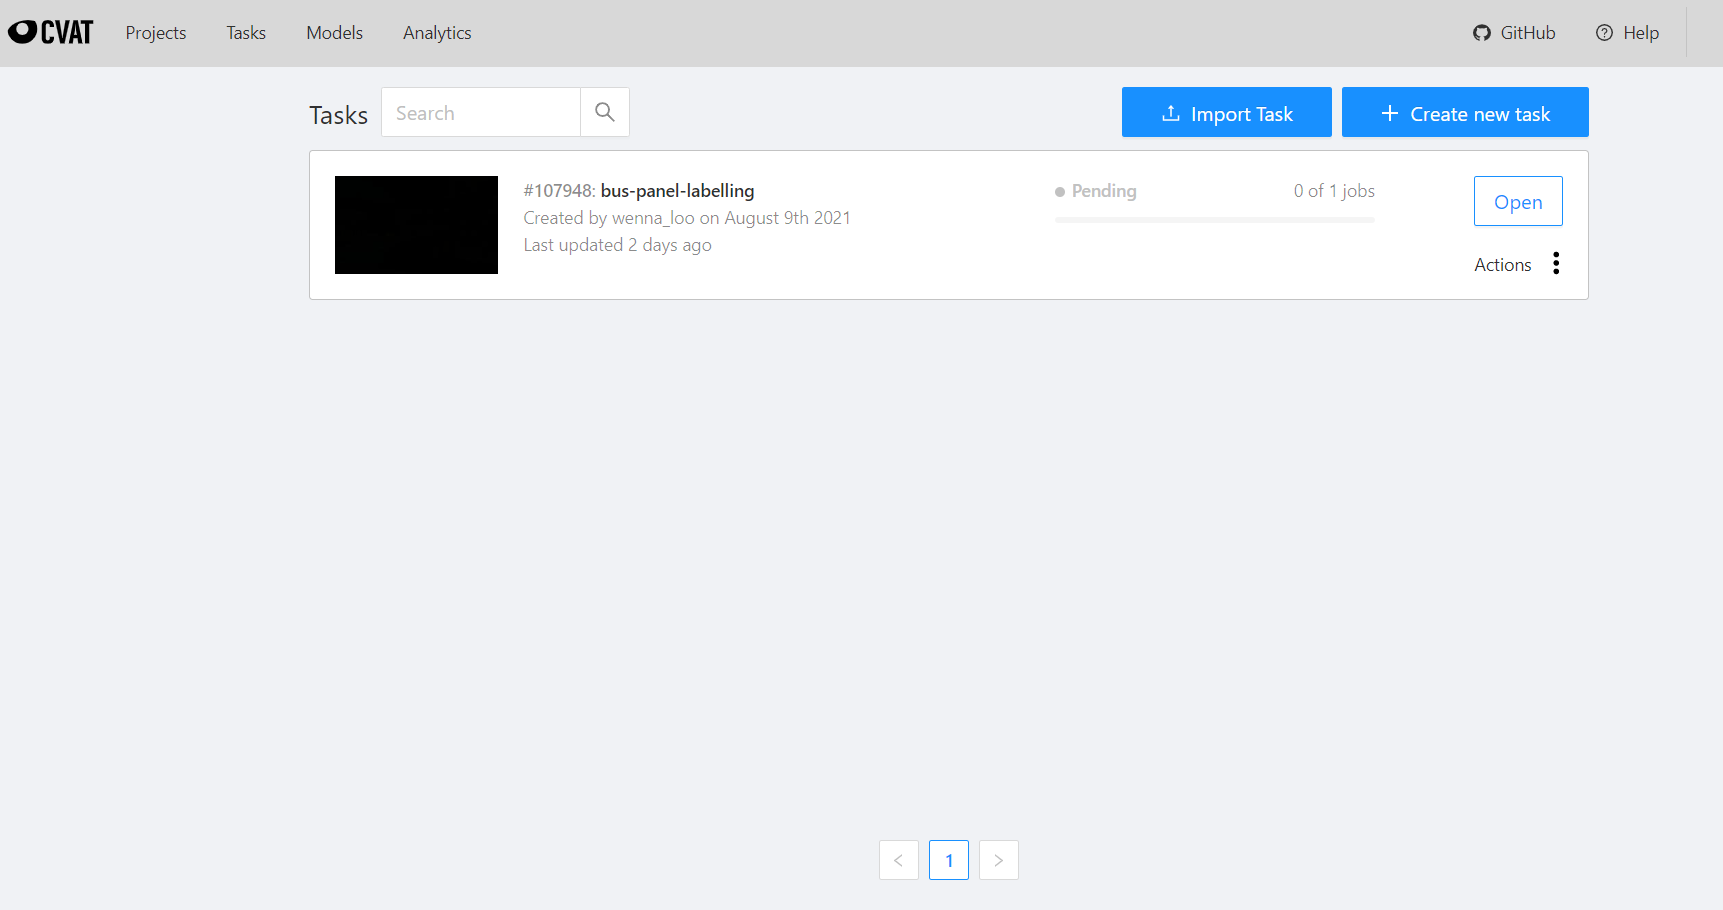 CVAT Projects Tasks Models Analytics GitHub Help
Tasks Search Import Task Create new task
#107948: bus-panel-labelling Pending 0 of 1 jobs Open
Created by wenna_loo on August 9th 2021
Last updated 2 days ago
Actions
1